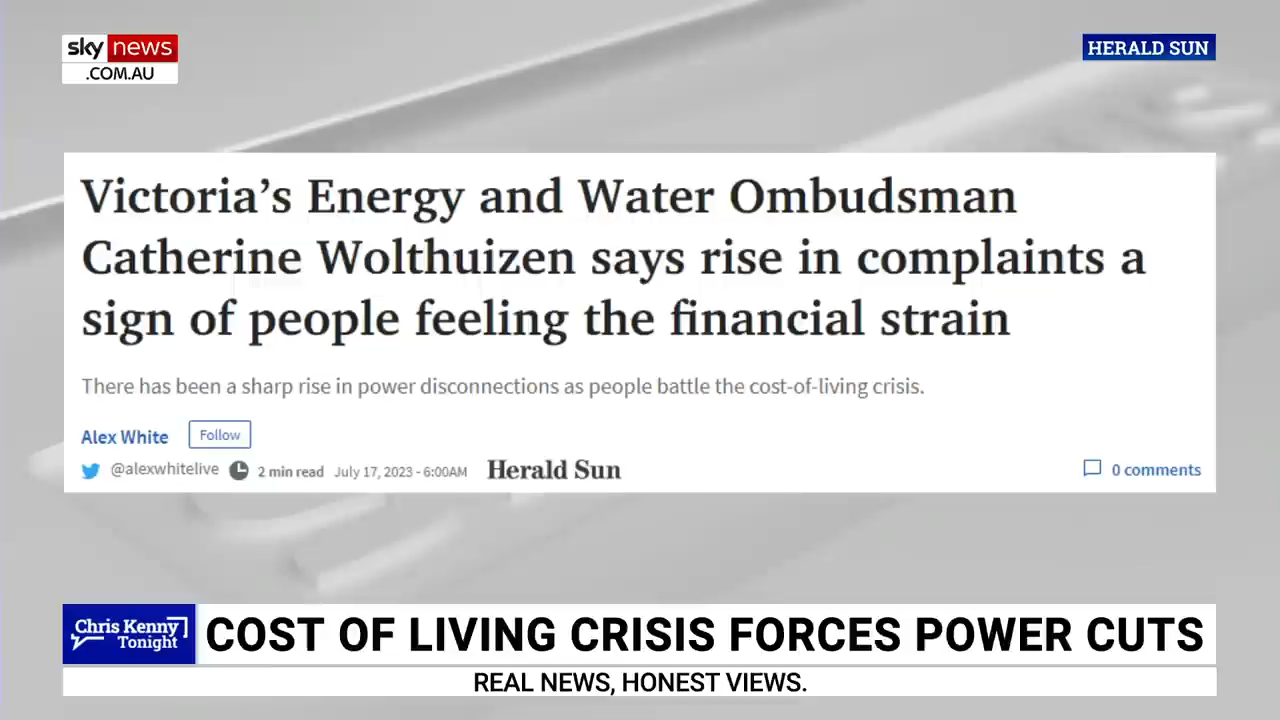 sky news
.COM.AU
HERALD SUN
Victoria’s Energy and Water Ombudsman
Catherine Wolthuizen says rise in complaints a
sign of people feeling the financial strain
There has been a sharp rise in power disconnections as people battle the cost-of-living crisis.
Alex White Follow
@alexwhitelive 2 min read July 17, 2023 - 6:00AM Herald Sun 0 comments
Chris Kenny
Tonight
COST OF LIVING CRISIS FORCES POWER CUTS
REAL NEWS, HONEST VIEWS.